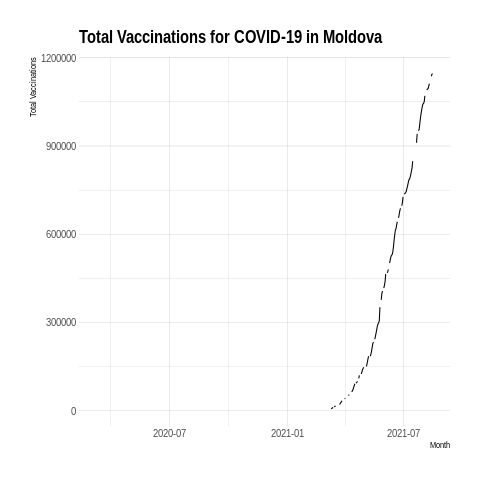 Total Vaccinations for COVID-19 in Moldova
Total Vaccinations
1200000
900000
600000
300000
0
2020-07 2021-01 2021-07
Month